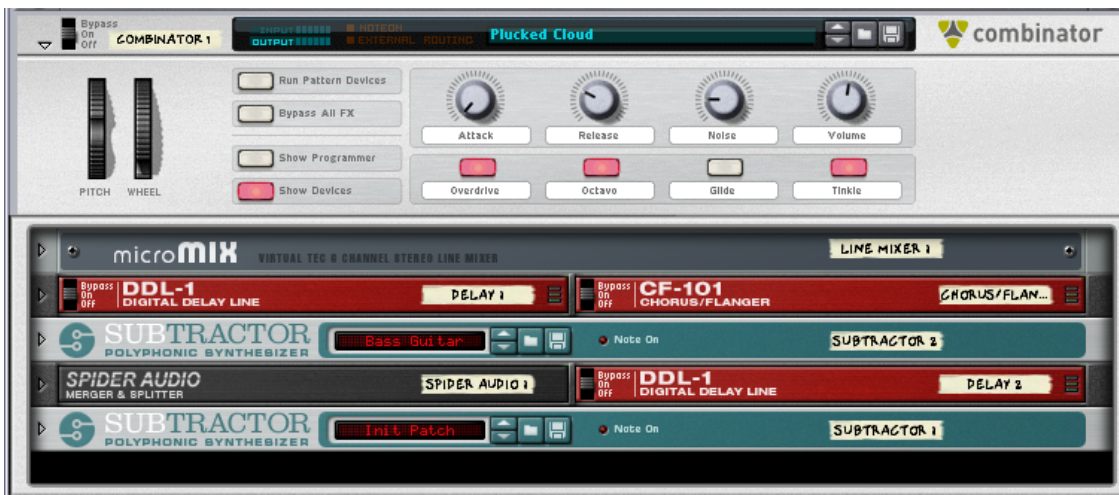 Bypass
On
Off
COMBINATOR 1
INPUT
OUTPUT
NOTEON
EXTERNAL ROUTING
Plucked Cloud
combinator
Run Pattern Devices
Bypass All FX
Show Programmer
Show Devices
PITCH WHEEL
Attack Release Noise Volume
Overdrive Octavo Glide Tinkle
microMIX
VIRTUAL TEC 6 CHANNEL STEREO LINE MIXER
LINE MIXER 1
Bypass
On
Off
DDL-1
DIGITAL DELAY LINE
DELAY 1
Bypass
On
Off
CF-101
CHORUS/FLANGER
CHORUS/FLAN...
SUBTRACTOR
POLYPHONIC SYNTHESIZER
Bass Guitar
Note On
SUBTRACTOR 2
SPIDER AUDIO
MERGER & SPLITTER
SPIDER AUDIO 1
Bypass
On
Off
DDL-1
DIGITAL DELAY LINE
DELAY 2
SUBTRACTOR
POLYPHONIC SYNTHESIZER
Init Patch
Note On
SUBTRACTOR 1